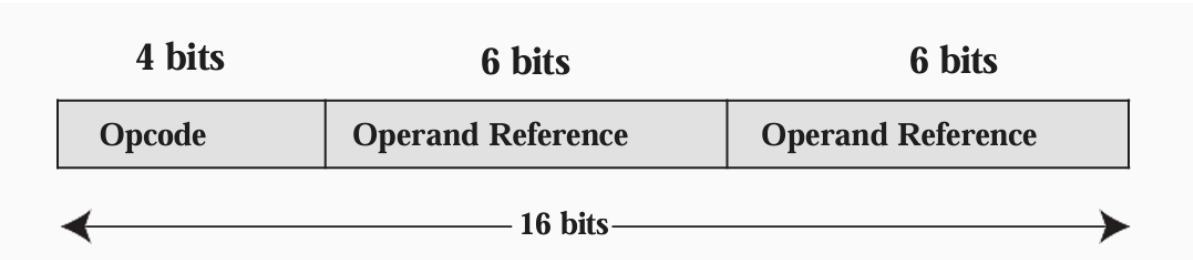 4 bits 6 bits 6 bits
Opcode Operand Reference Operand Reference
16 bits